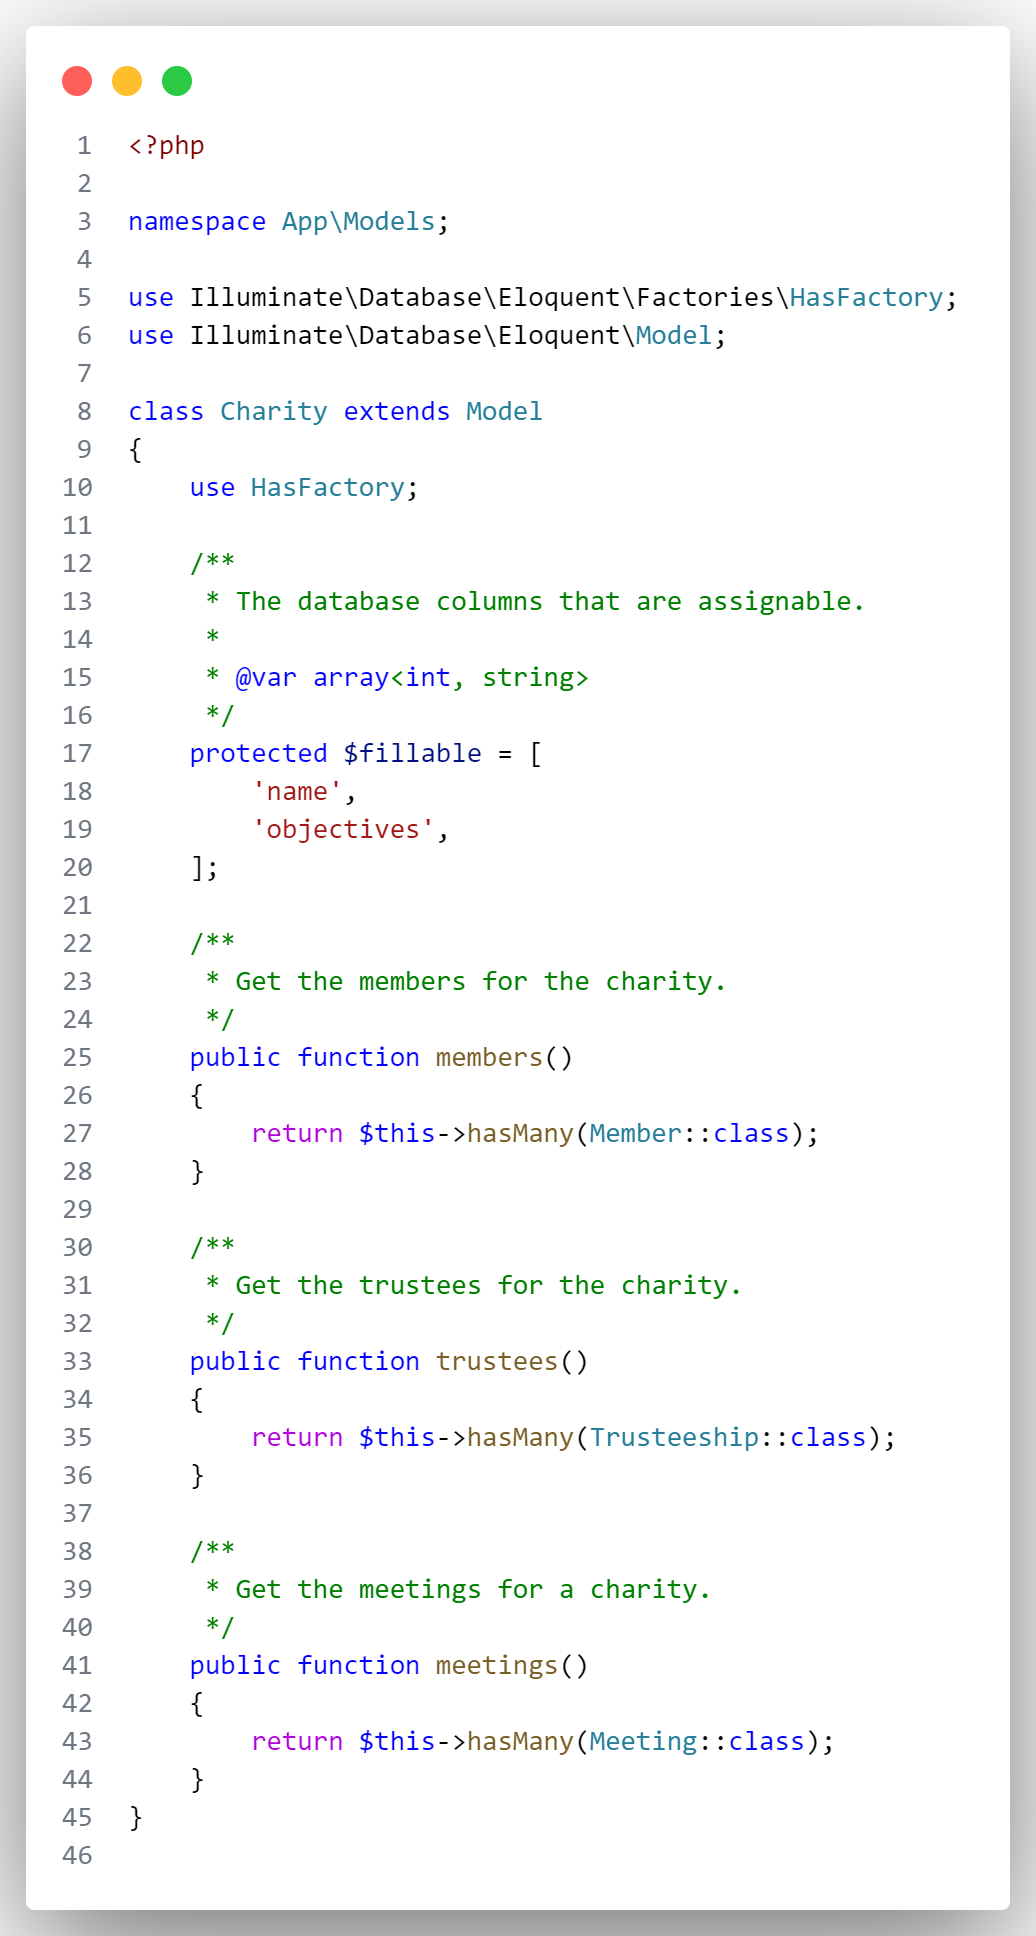 1 <?php
2
3 namespace App\Models;
4
5 use Illuminate\Database\Eloquent\Factories\HasFactory;
6 use Illuminate\Database\Eloquent\Model;
7
8 class Charity extends Model
9 {
10     use HasFactory;
11
12     /**
13      * The database columns that are assignable.
14      *
15      * @var array<int, string>
16      */
17     protected $fillable = [
18         'name',
19         'objectives',
20     ];
21
22     /**
23      * Get the members for the charity.
24      */
25     public function members()
26     {
27         return $this->hasMany(Member::class);
28     }
29
30     /**
31      * Get the trustees for the charity.
32      */
33     public function trustees()
34     {
35         return $this->hasMany(Trusteeship::class);
36     }
37
38     /**
39      * Get the meetings for a charity.
40      */
41     public function meetings()
42     {
43         return $this->hasMany(Meeting::class);
44     }
45 }
46